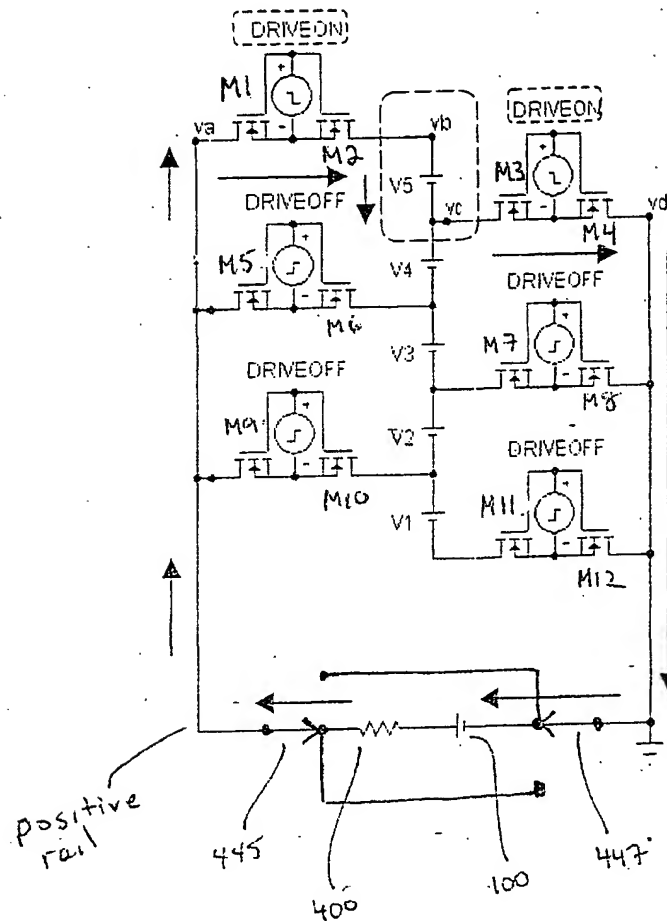 DRIVEON
M1
+
-
va
M2
vb
DRIVEON
V5
M3
+
-
vc
vd
M4
DRIVEOFF
M5
+
-
V4
M6
DRIVEOFF
V3
M7
+
-
DRIVEOFF
M8
M9
+
-
V2
DRIVEOFF
M10
M11
+
-
V1
M12
positive
rail
445
400
100
447